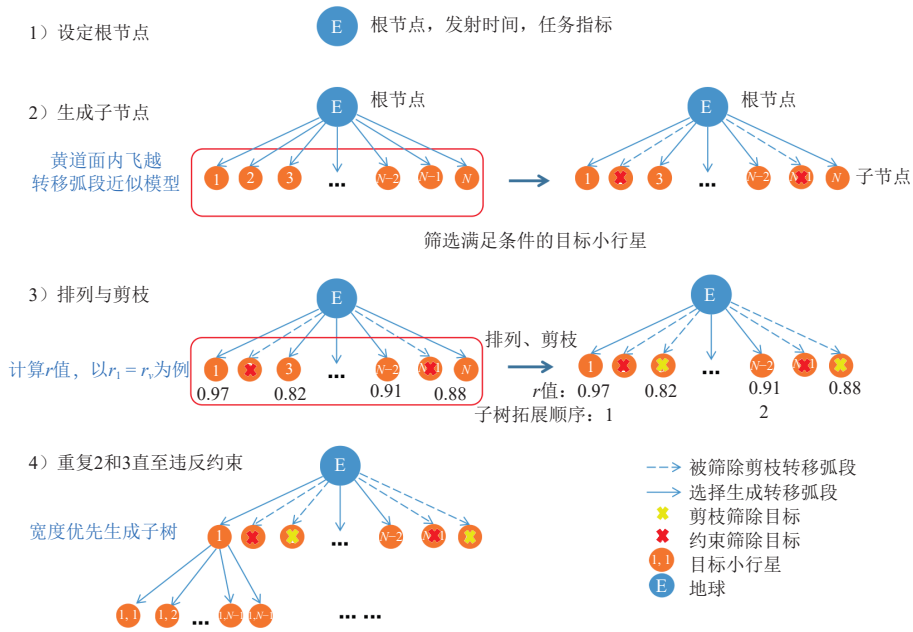 1）设定根节点
E
根节点，发射时间，任务指标
2）生成子节点
E
根节点
E
根节点
黄道面内飞越
转移弧段近似模型
1 2 3 ... N−2 N−1 N
1 3 ... N−2 N
子节点
筛选满足条件的目标小行星
3）排列与剪枝
E
E
计算r值，以r₁ = rᵥ为例
1 3 ... N−2 N
排列、剪枝
1 ... N−2
0.97 0.82 0.91 0.88
r值：0.97 0.82 0.91 0.88
子树拓展顺序：1 2
4）重复2和3直至违反约束
E
宽度优先生成子树
1 ... N−2
1, 1 1, 2 ... 1,N−1 1,N−1
... ...
被筛除剪枝转移弧段
选择生成转移弧段
剪枝筛除目标
约束筛除目标
1, 1 目标小行星
E 地球